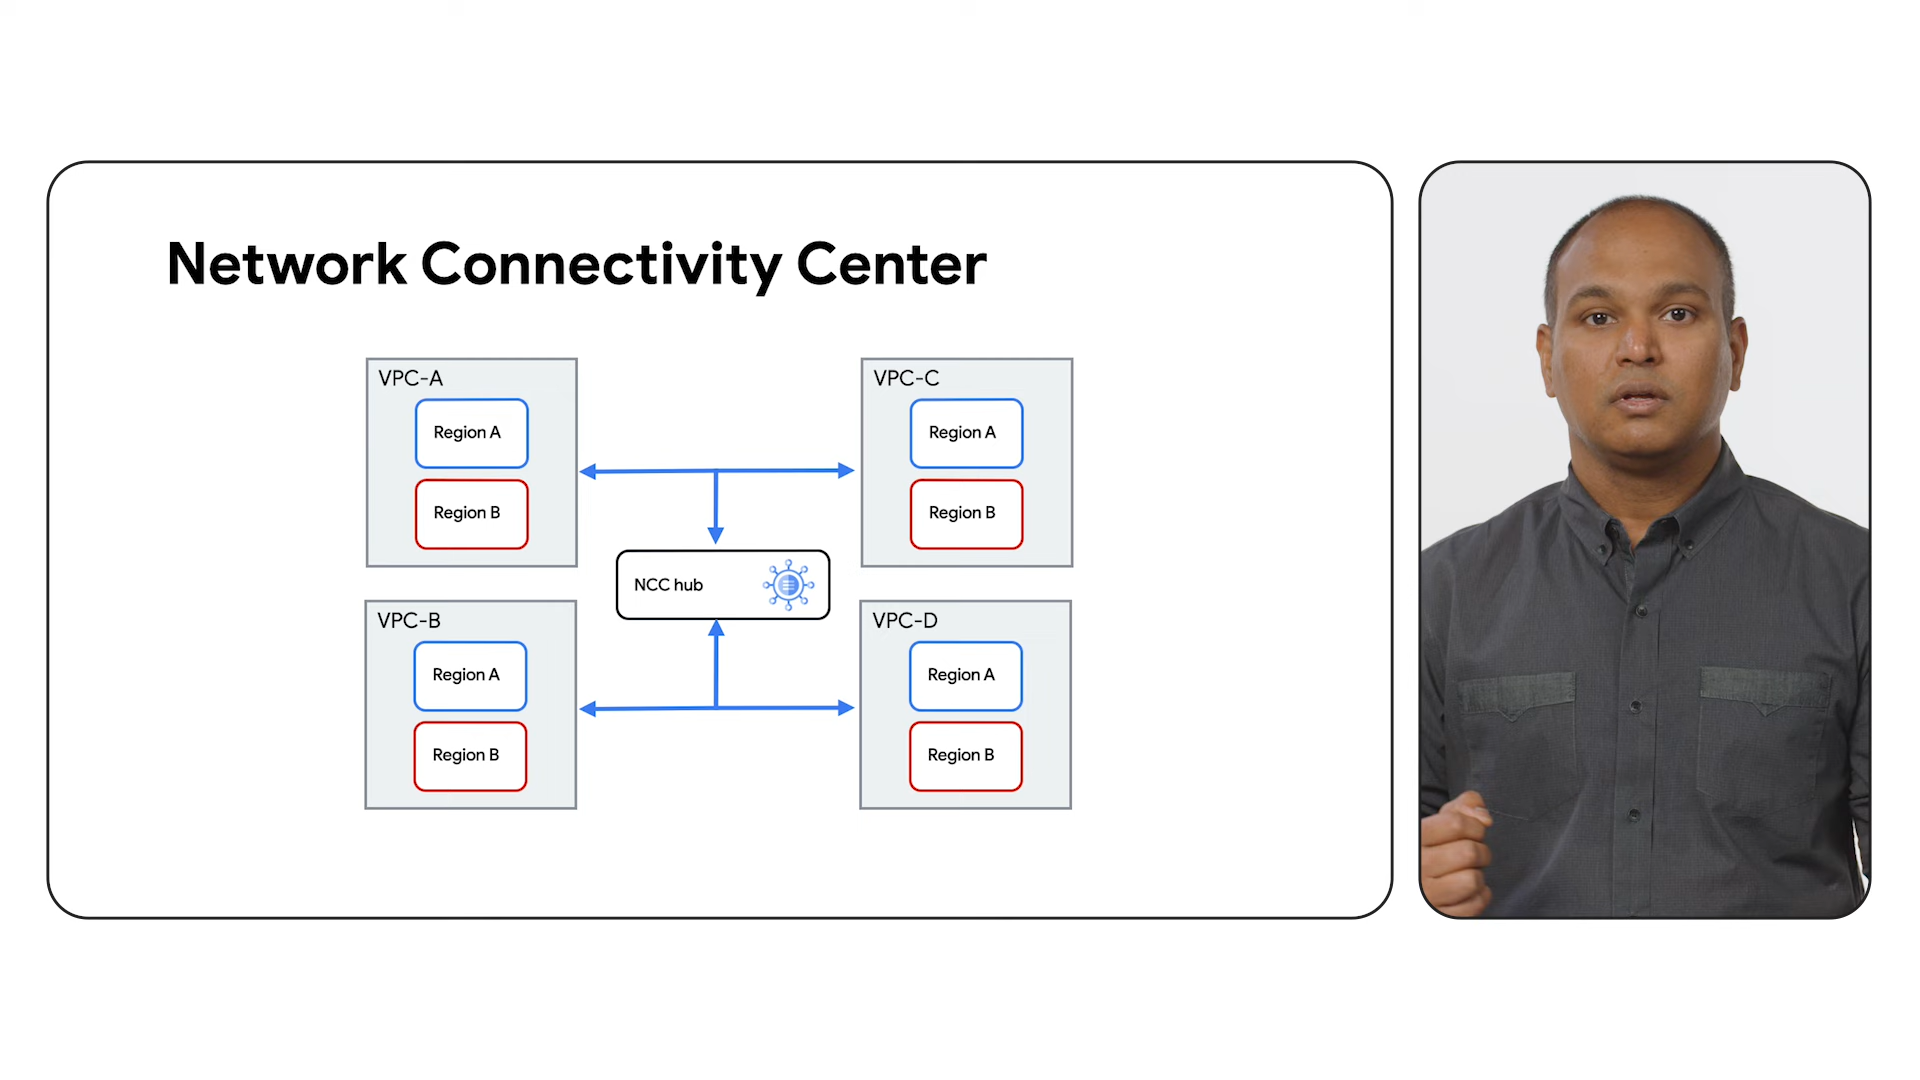 Network Connectivity Center
VPC-A
Region A
Region B
VPC-C
Region A
Region B
NCC hub
VPC-B
Region A
Region B
VPC-D
Region A
Region B